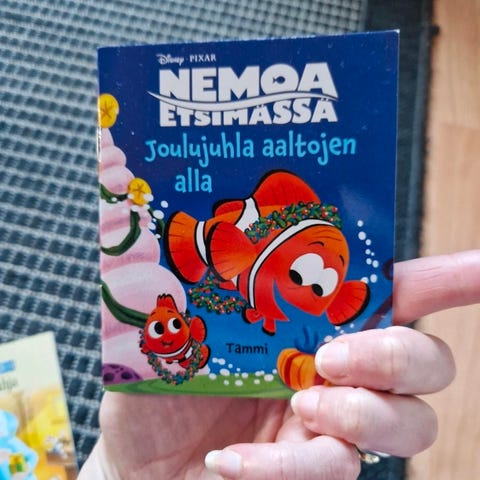 Disney · PIXAR
NEMOA
ETSIMÄSSÄ
Joulujuhla aaltojen
alla
Tammi